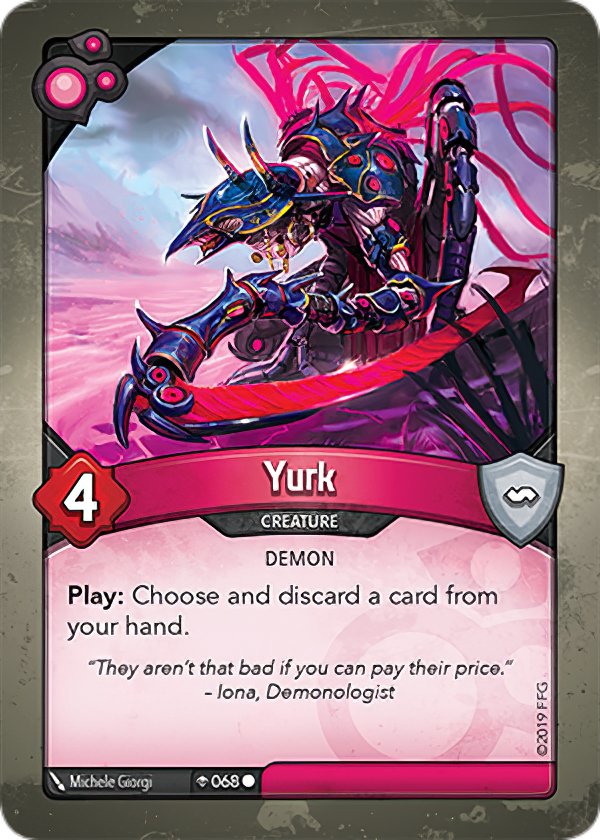 4
Yurk
CREATURE
DEMON
Play: Choose and discard a card from
your hand.
“They aren’t that bad if you can pay their price.”
– Iona, Demonologist
©2019 FFG
Michele Giorgi
068